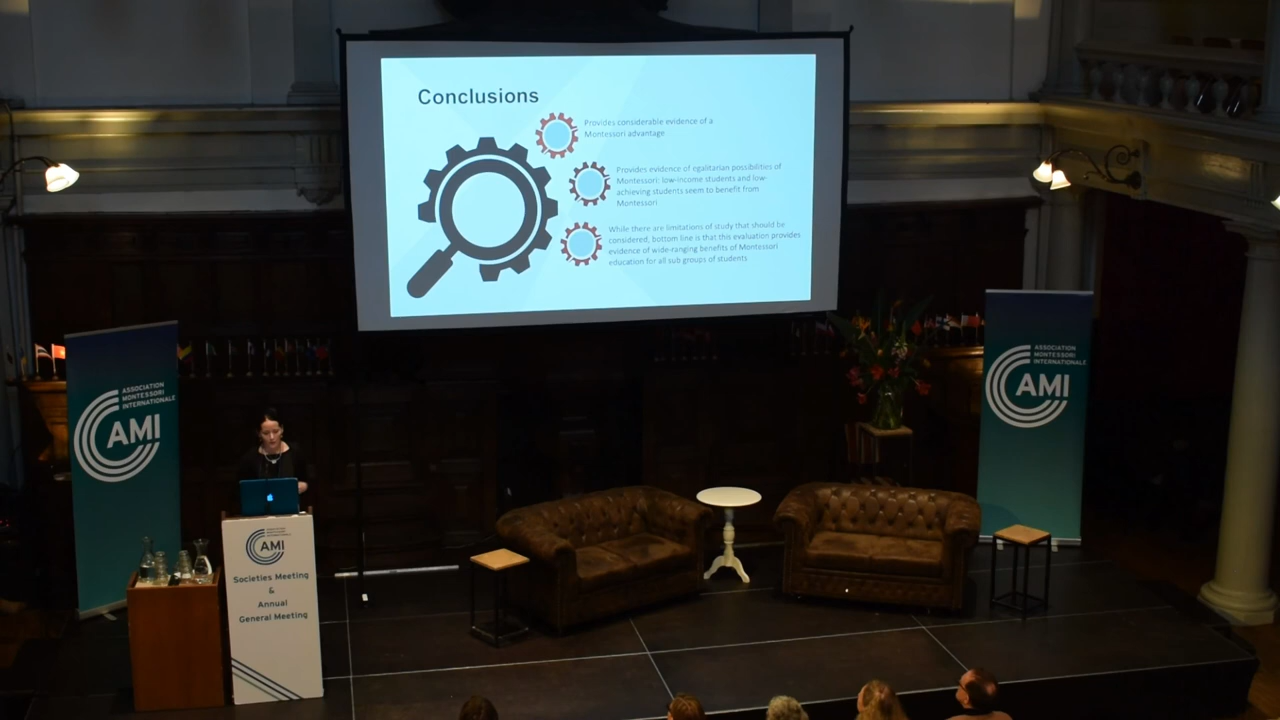 Conclusions
Provides considerable evidence of a
Montessori advantage
Provides evidence of egalitarian possibilities of
Montessori: low-income students and low-
achieving students seem to benefit from
Montessori
While there are limitations of study that should be
considered, bottom line is that this evaluation provides
evidence of wide-ranging benefits of Montessori
education for all sub groups of students
ASSOCIATION
MONTESSORI
INTERNATIONALE
AMI
ASSOCIATION
MONTESSORI
INTERNATIONALE
AMI
ASSOCIATION
MONTESSORI
INTERNATIONALE
AMI
Societies Meeting
&
Annual
General Meeting